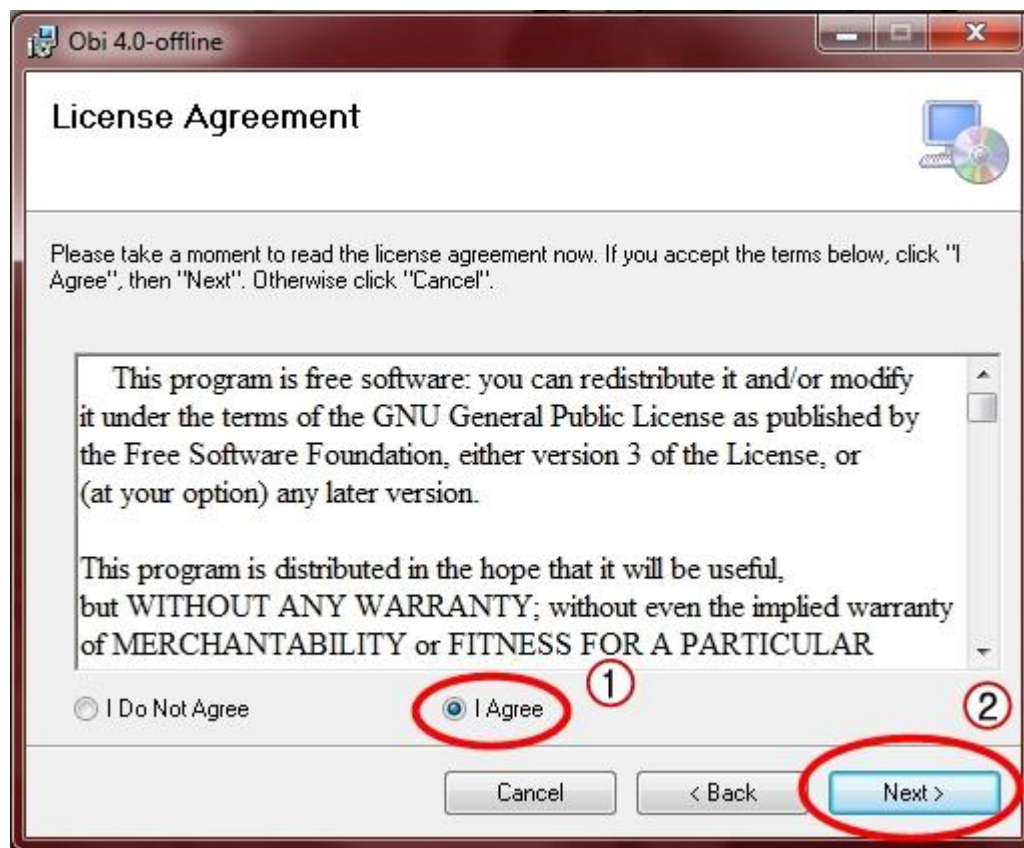 Obi 4.0-offline
License Agreement
Please take a moment to read the license agreement now. If you accept the terms below, click "I
Agree", then "Next". Otherwise click "Cancel".
This program is free software: you can redistribute it and/or modify
it under the terms of the GNU General Public License as published by
the Free Software Foundation, either version 3 of the License, or
(at your option) any later version.
This program is distributed in the hope that it will be useful,
but WITHOUT ANY WARRANTY; without even the implied warranty
of MERCHANTABILITY or FITNESS FOR A PARTICULAR
①
I Do Not Agree I Agree
②
Cancel < Back Next >